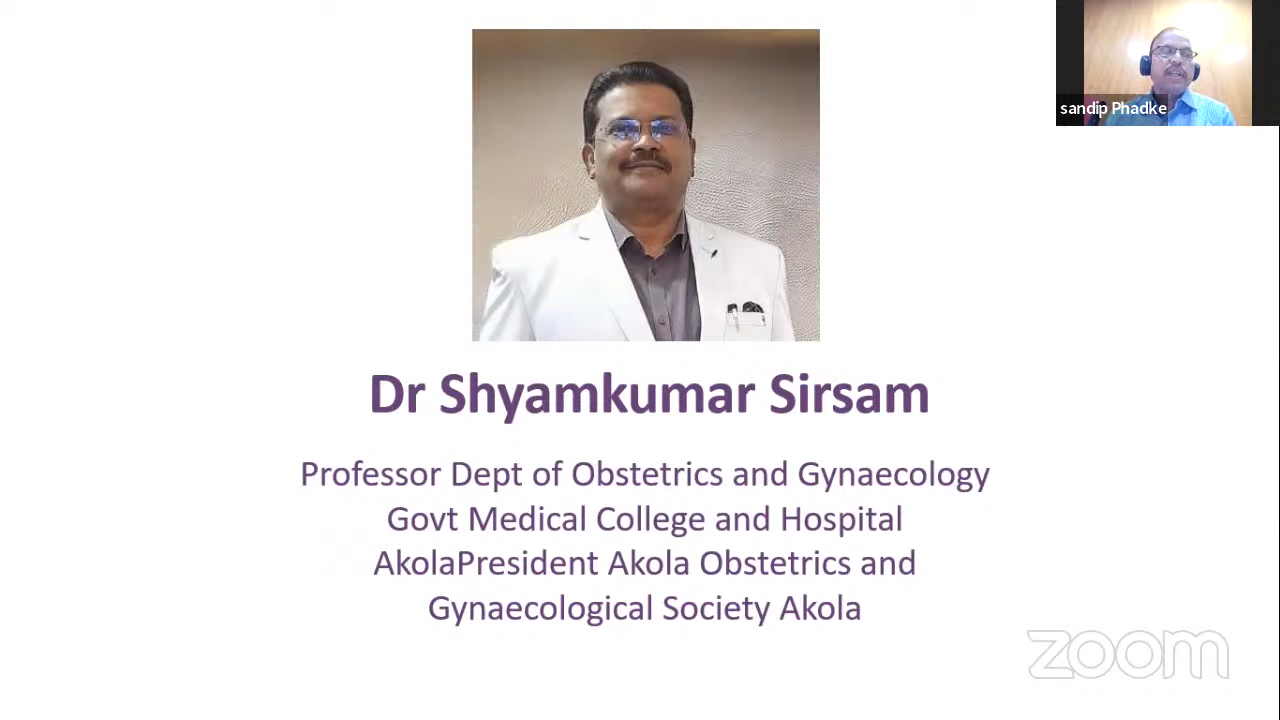 sandip Phadke
Dr Shyamkumar Sirsam
Professor Dept of Obstetrics and Gynaecology
Govt Medical College and Hospital
AkolaPresident Akola Obstetrics and
Gynaecological Society Akola
zoom